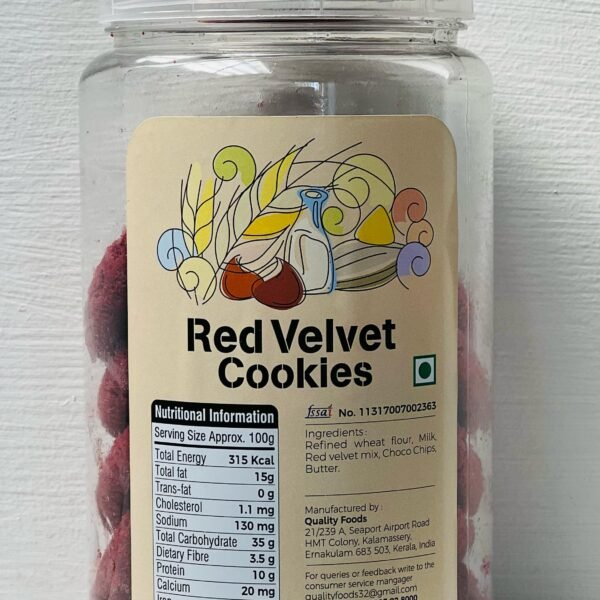 Red Velvet
Cookies
Nutritional Information
Serving Size Approx. 100g
Total Energy 315 Kcal
Total fat 15g
Trans-fat 0 g
Cholesterol 1.1 mg
Sodium 130 mg
Total Carbohydrate 35 g
Dietary Fibre 3.5 g
Protein 10 g
Calcium 20 mg
fssai No. 11317007002363
Ingredients :
Refined wheat flour, Milk,
Red velvet mix, Choco Chips,
Butter.
Manufactured by :
Quality Foods
21/239 A, Seaport Airport Road
HMT Colony, Kalamassery,
Ernakulam 683 503, Kerala, India
For queries or feedback write to the
consumer service mangager
qualityfoods32@gmail.com